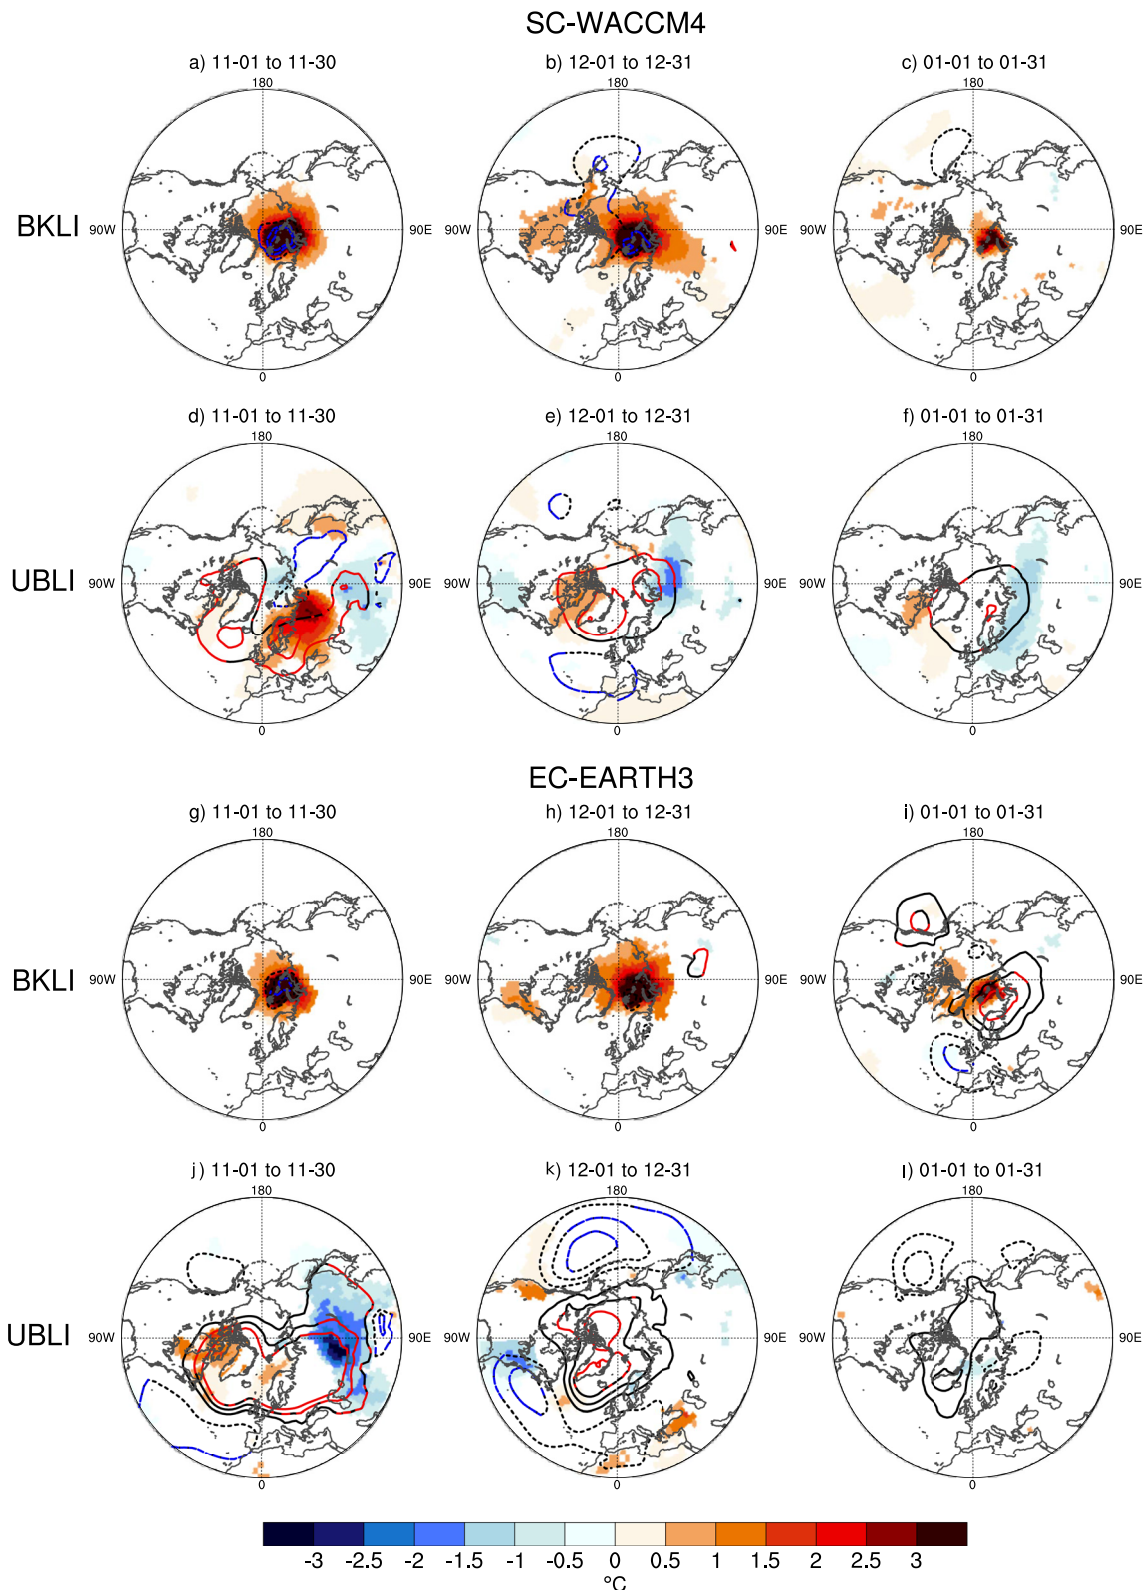 SC-WACCM4
a) 11-01 to 11-30 b) 12-01 to 12-31 c) 01-01 to 01-31
180 180 180
BKLI 90W 90E 90W 90E 90W 90E
0 0 0
d) 11-01 to 11-30 e) 12-01 to 12-31 f) 01-01 to 01-31
180 180 180
UBLI 90W 90E 90W 90E 90W 90E
0 0 0
EC-EARTH3
g) 11-01 to 11-30 h) 12-01 to 12-31 i) 01-01 to 01-31
180 180 180
BKLI 90W 90E 90W 90E 90W 90E
0 0 0
j) 11-01 to 11-30 k) 12-01 to 12-31 l) 01-01 to 01-31
180 180 180
UBLI 90W 90E 90W 90E 90W 90E
0 0 0
-3 -2.5 -2 -1.5 -1 -0.5 0 0.5 1 1.5 2 2.5 3
°C